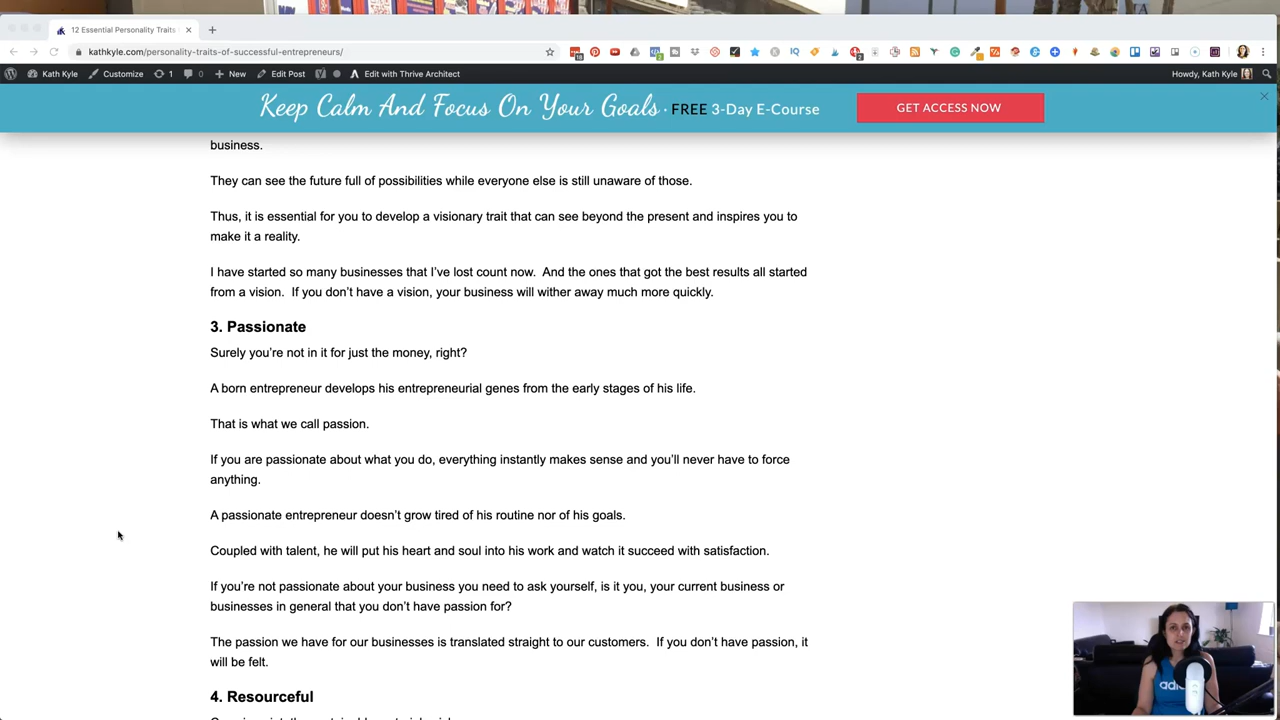 12 Essential Personality Traits
kathkyle.com/personality-traits-of-successful-entrepreneurs/
Kath Kyle Customize 1 0 New Edit Post Edit with Thrive Architect Howdy, Kath Kyle
Keep Calm And Focus On Your Goals · FREE 3-Day E-Course GET ACCESS NOW
business.
They can see the future full of possibilities while everyone else is still unaware of those.
Thus, it is essential for you to develop a visionary trait that can see beyond the present and inspires you to
make it a reality.
I have started so many businesses that I’ve lost count now. And the ones that got the best results all started
from a vision. If you don’t have a vision, your business will wither away much more quickly.
3. Passionate
Surely you’re not in it for just the money, right?
A born entrepreneur develops his entrepreneurial genes from the early stages of his life.
That is what we call passion.
If you are passionate about what you do, everything instantly makes sense and you’ll never have to force
anything.
A passionate entrepreneur doesn’t grow tired of his routine nor of his goals.
Coupled with talent, he will put his heart and soul into his work and watch it succeed with satisfaction.
If you’re not passionate about your business you need to ask yourself, is it you, your current business or
businesses in general that you don’t have passion for?
The passion we have for our businesses is translated straight to our customers. If you don’t have passion, it
will be felt.
4. Resourceful